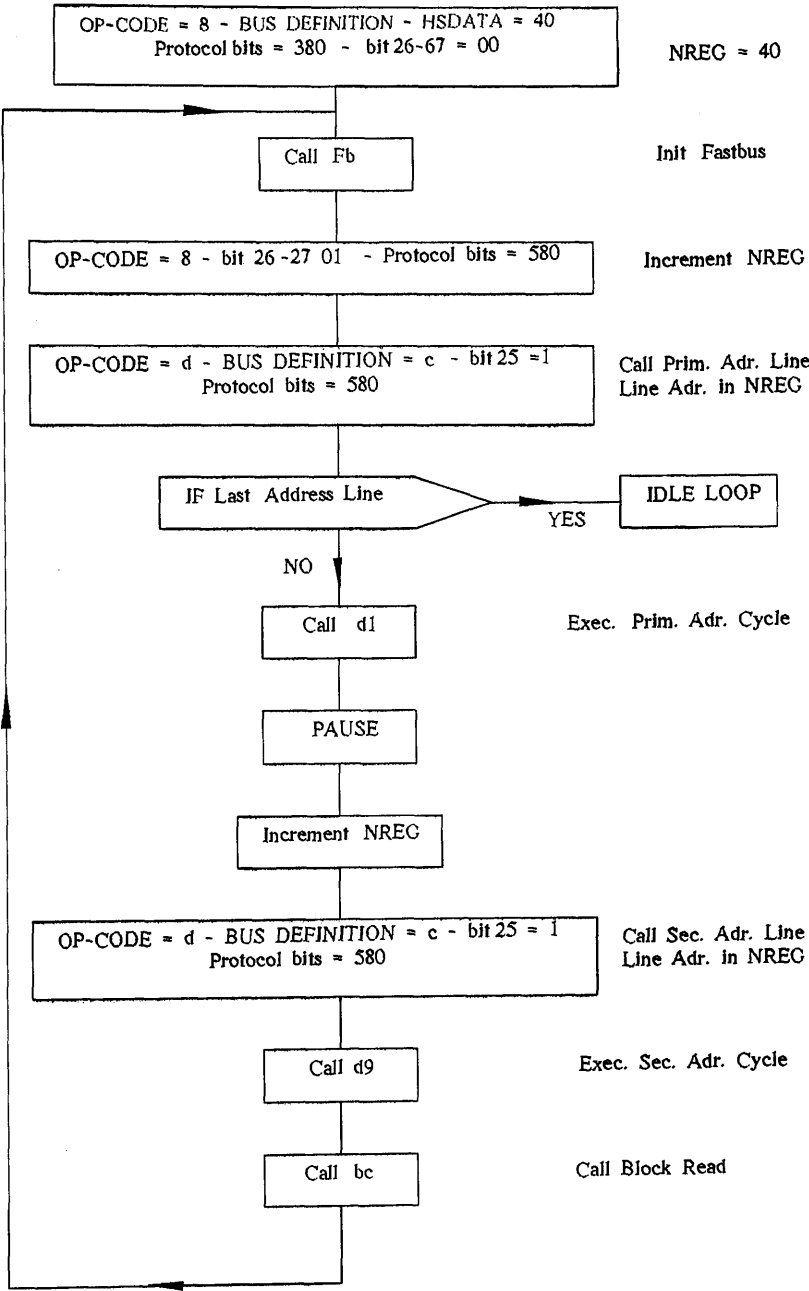 OP-CODE = 8 - BUS DEFINITION - HSDATA = 40
Protocol bits = 380 - bit 26-67 = 00
NREG = 40
Call Fb
Init Fastbus
OP-CODE = 8 - bit 26-27 01 - Protocol bits = 580
Increment NREG
OP-CODE = d - BUS DEFINITION = c - bit 25 =1
Protocol bits = 580
Call Prim. Adr. Line
Line Adr. in NREG
IF Last Address Line
YES
IDLE LOOP
NO
Call d1
Exec. Prim. Adr. Cycle
PAUSE
Increment NREG
OP-CODE = d - BUS DEFINITION = c - bit 25 = 1
Protocol bits = 580
Call Sec. Adr. Line
Line Adr. in NREG
Call d9
Exec. Sec. Adr. Cycle
Call bc
Call Block Read